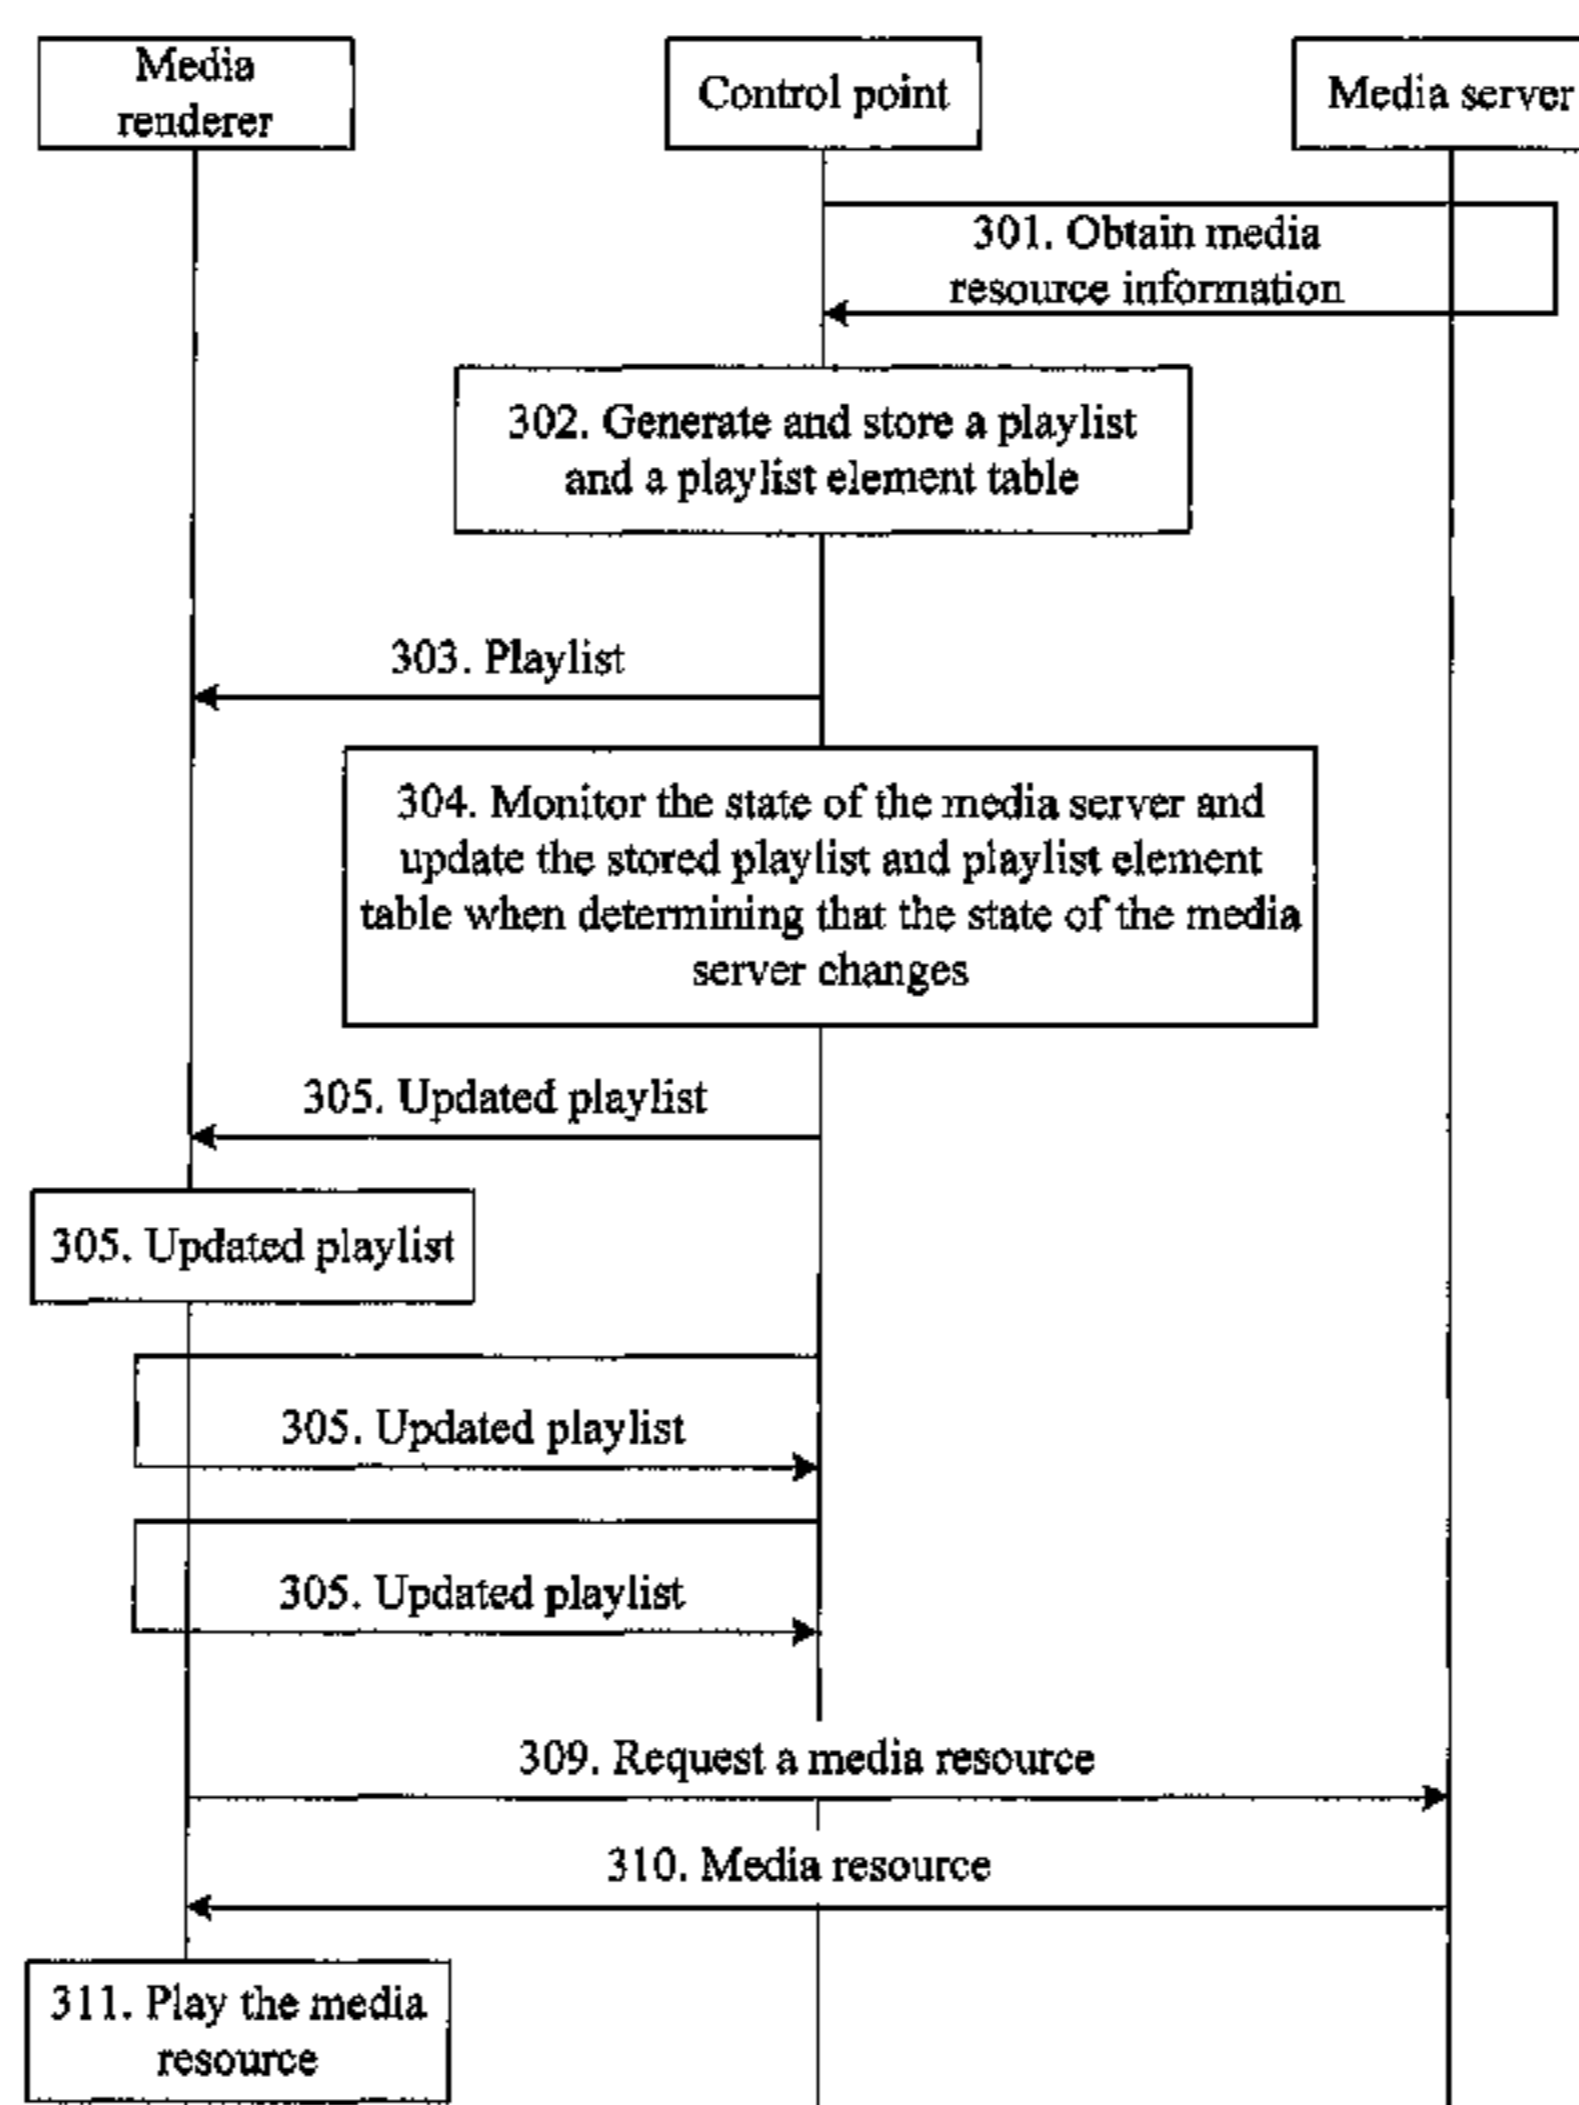 Media
renderer
Control point
Media server
301. Obtain media
resource information
302. Generate and store a playlist
and a playlist element table
303. Playlist
304. Monitor the state of the media server and
update the stored playlist and playlist element
table when determining that the state of the media
server changes
305. Updated playlist
305. Updated playlist
305. Updated playlist
305. Updated playlist
309. Request a media resource
310. Media resource
311. Play the media
resource